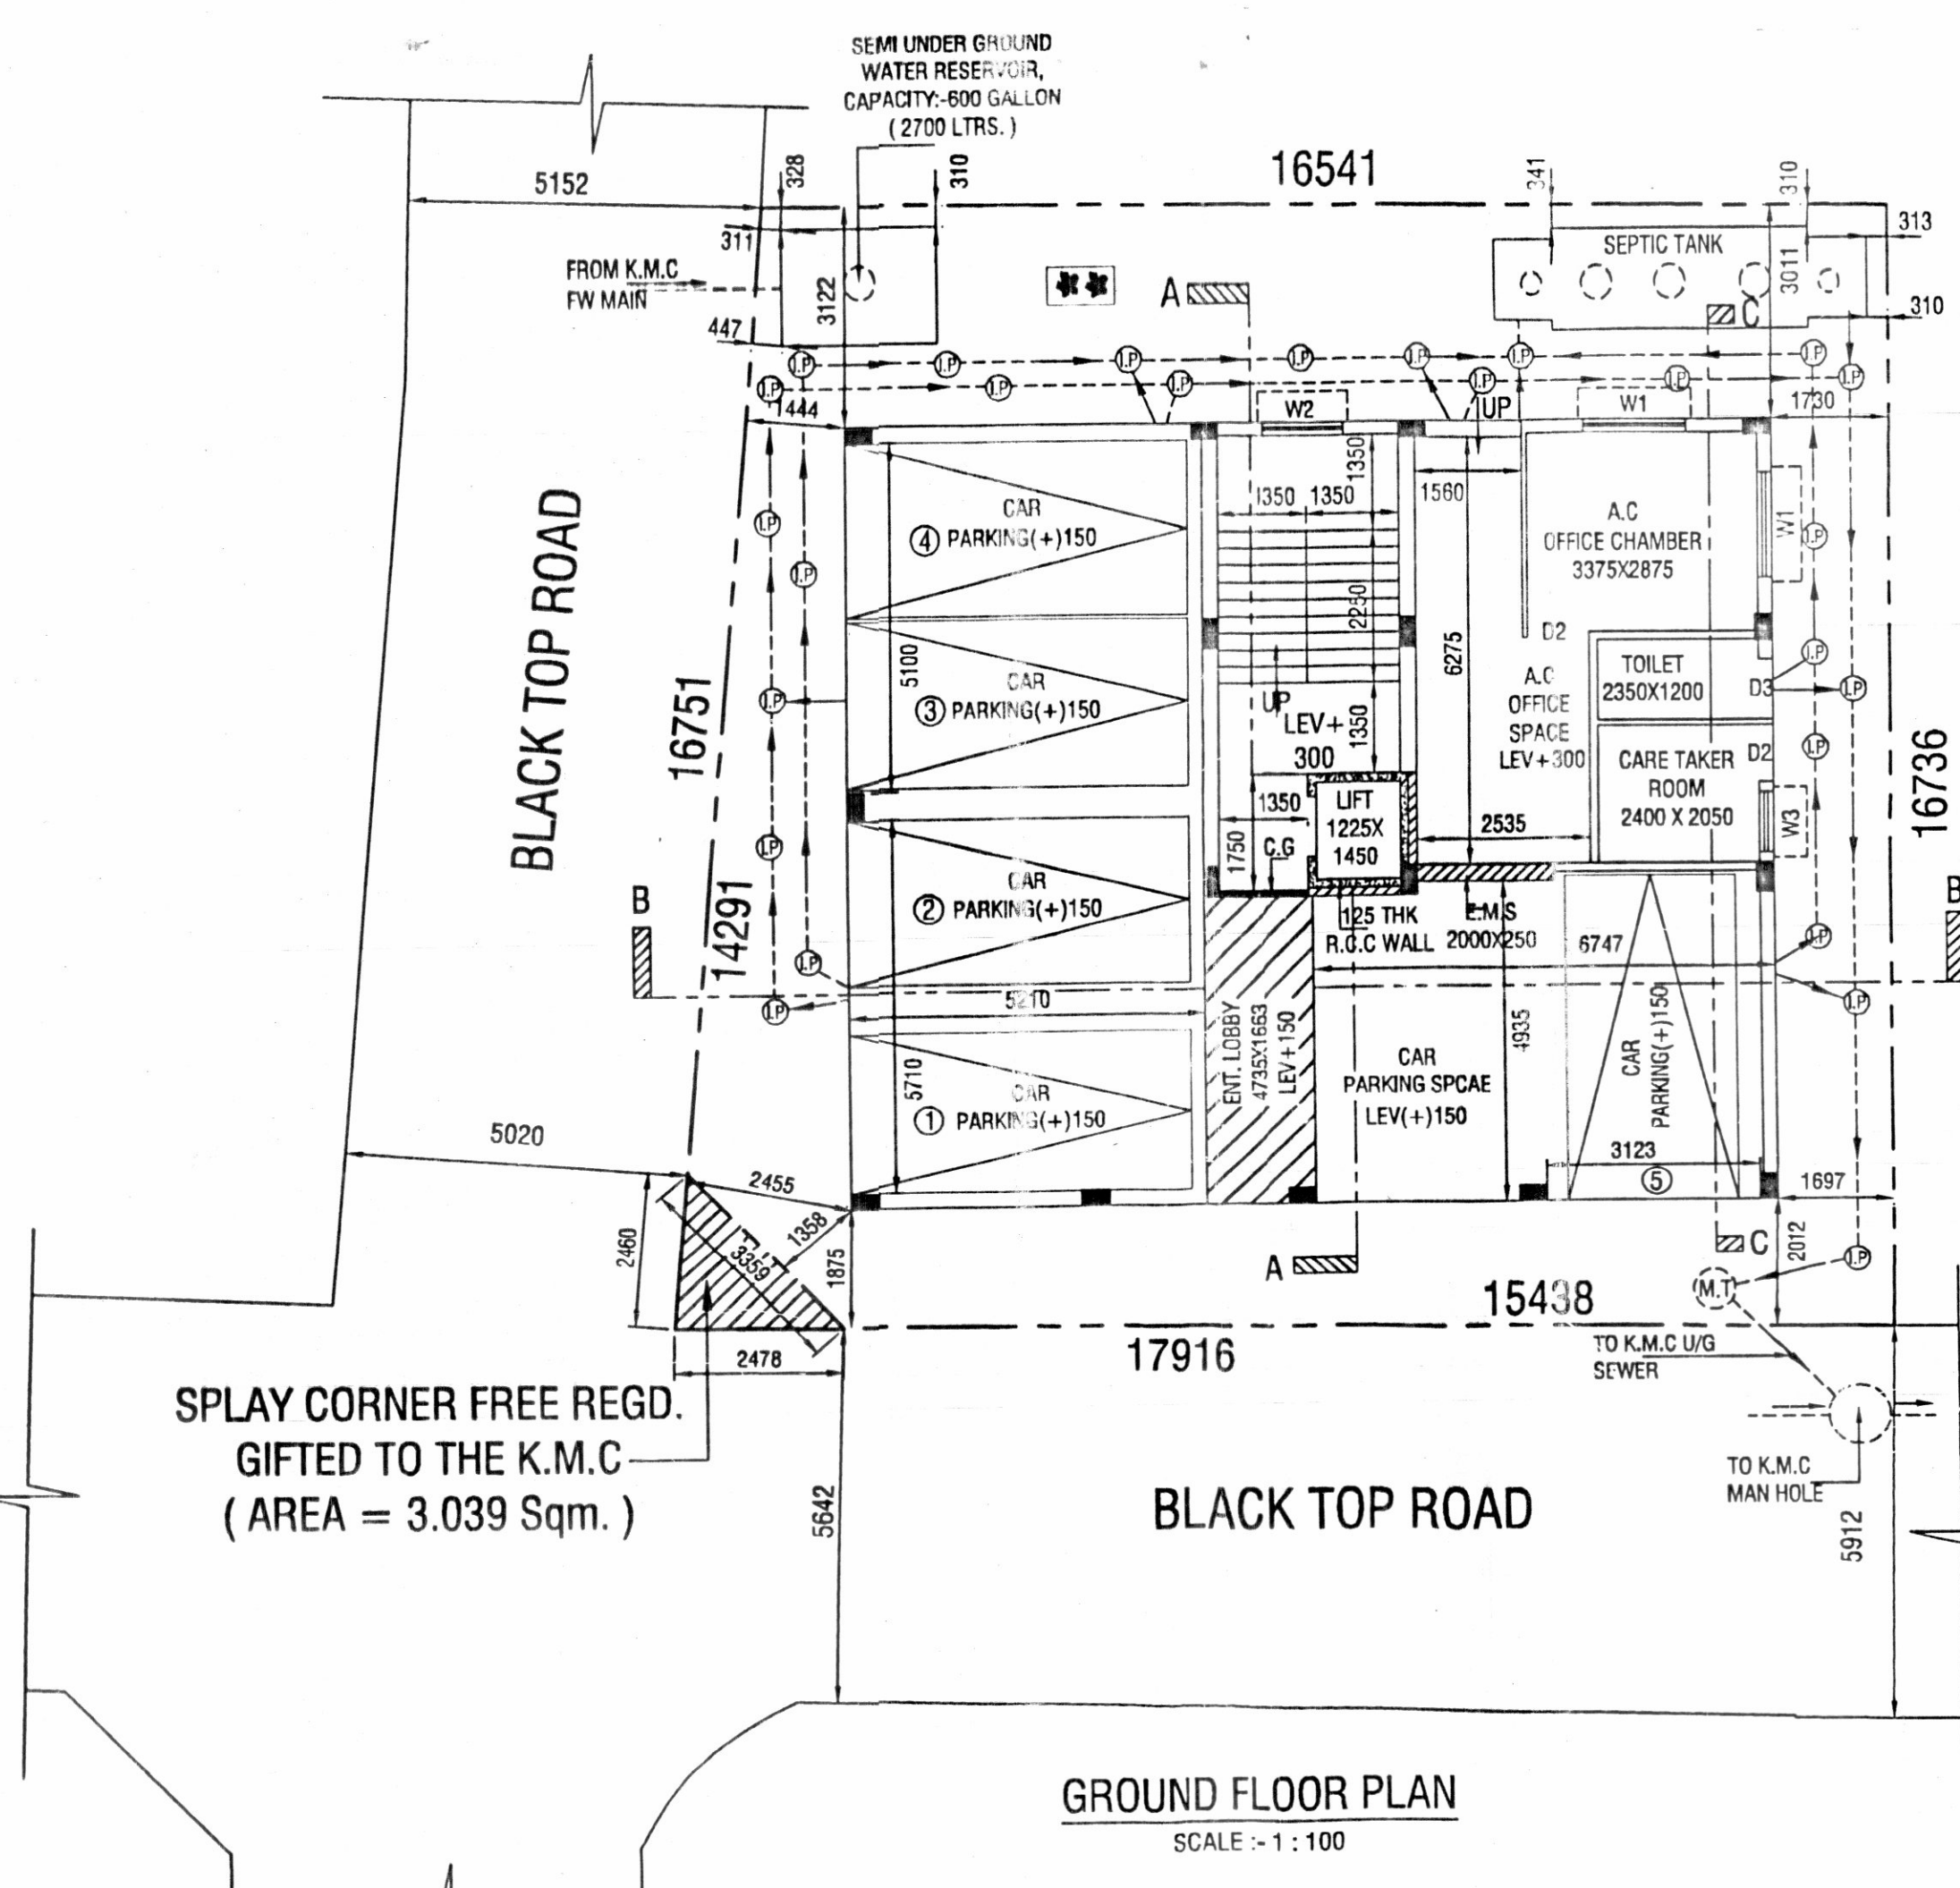 SEMI UNDER GROUND
WATER RESERVOIR,
CAPACITY:-600 GALLON
( 2700 LTRS. )
16541
5152
328
310
341
310
313
311
SEPTIC TANK
3011
FROM K.M.C
FW MAIN
3122
A
C
310
447
I.P
I.P
I.P
I.P
I.P
I.P
I.P
I.P
I.P
I.P
I.P
I.P
I.P
1444
W2
UP
W1
1730
1350
1350
1350
1560
CAR
④ PARKING(+)150
A.C
OFFICE CHAMBER
3375X2875
W1
I.P
I.P
I.P
BLACK TOP ROAD
2250
6275
D2
I.P
5100
CAR
③ PARKING(+)150
TOILET
2350X1200
D3
I.P
I.P
A.C
OFFICE
SPACE
LEV+300
16751
UP
LEV+
300
1350
CARE TAKER
ROOM
2400 X 2050
D2
I.P
16736
1350
LIFT
1225X
1450
2535
W3
I.P
1750
C.G
CAR
② PARKING(+)150
B
B
14291
125 THK
R.C.C WALL
E.M.S
2000X250
6747
I.P
I.P
I.P
I.P
5210
ENT. LOBBY
4735X1663
LEV+150
4935
CAR
PARKING(+)150
CAR
PARKING SPCAE
LEV(+)150
5710
CAR
① PARKING(+)150
5020
2455
3123
⑤
1697
2460
3359
1358
1875
A
C
2012
I.P
M.T
15438
17916
TO K.M.C U/G
SEWER
2478
SPLAY CORNER FREE REGD.
GIFTED TO THE K.M.C
( AREA = 3.039 Sqm. )
5642
BLACK TOP ROAD
TO K.M.C
MAN HOLE
5912
GROUND FLOOR PLAN
SCALE :- 1 : 100